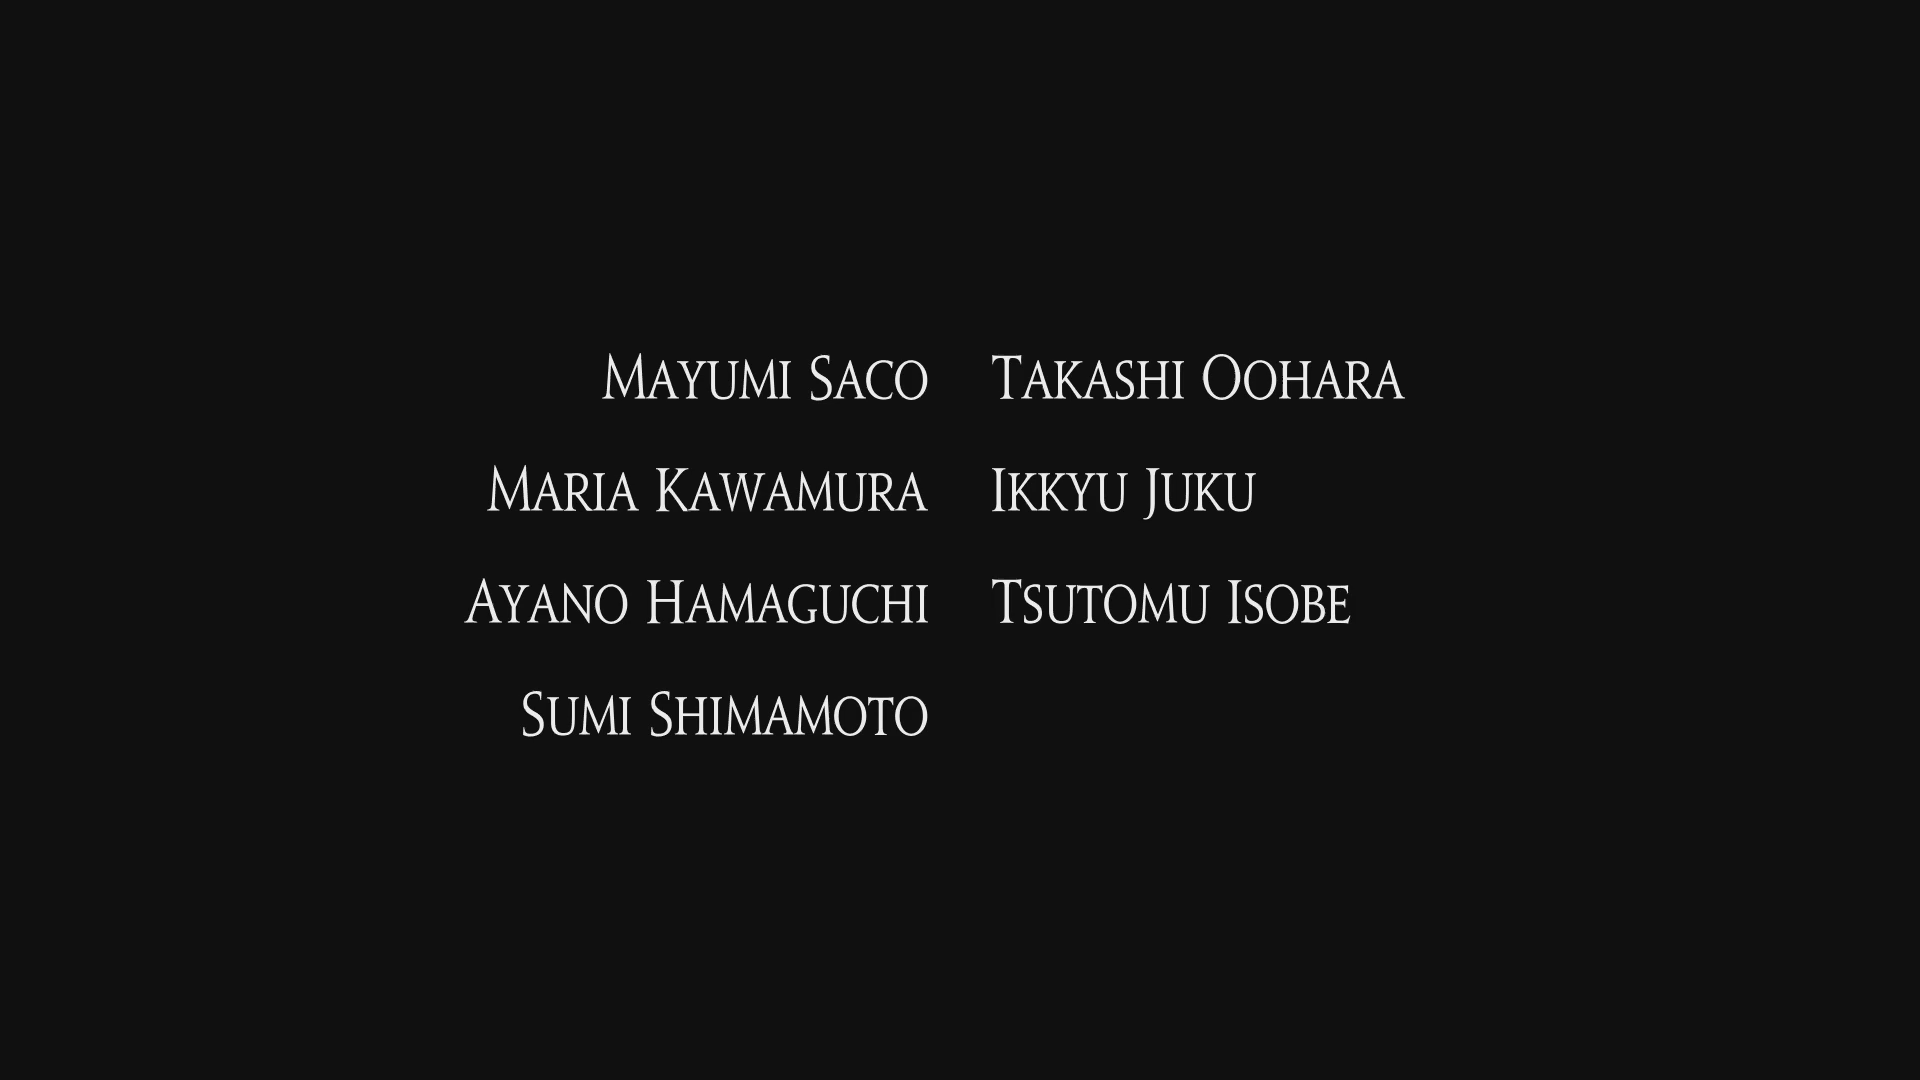 Mayumi Saco Takashi Oohara
Maria Kawamura Ikkyu Juku
Ayano Hamaguchi Tsutomu Isobe
Sumi Shimamoto